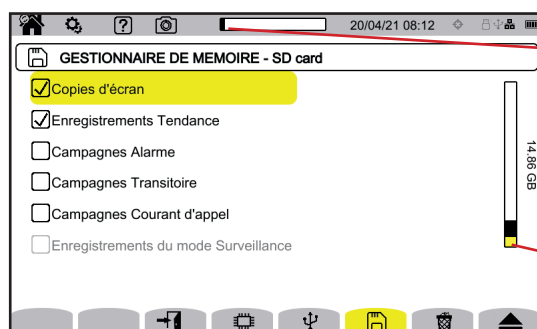 20/04/21 08:12
GESTIONNAIRE DE MEMOIRE - SD card
Copies d'écran
Enregistrements Tendance
Campagnes Alarme
Campagnes Transitoire
Campagnes Courant d'appel
Enregistrements du mode Surveillance
14.86 GB